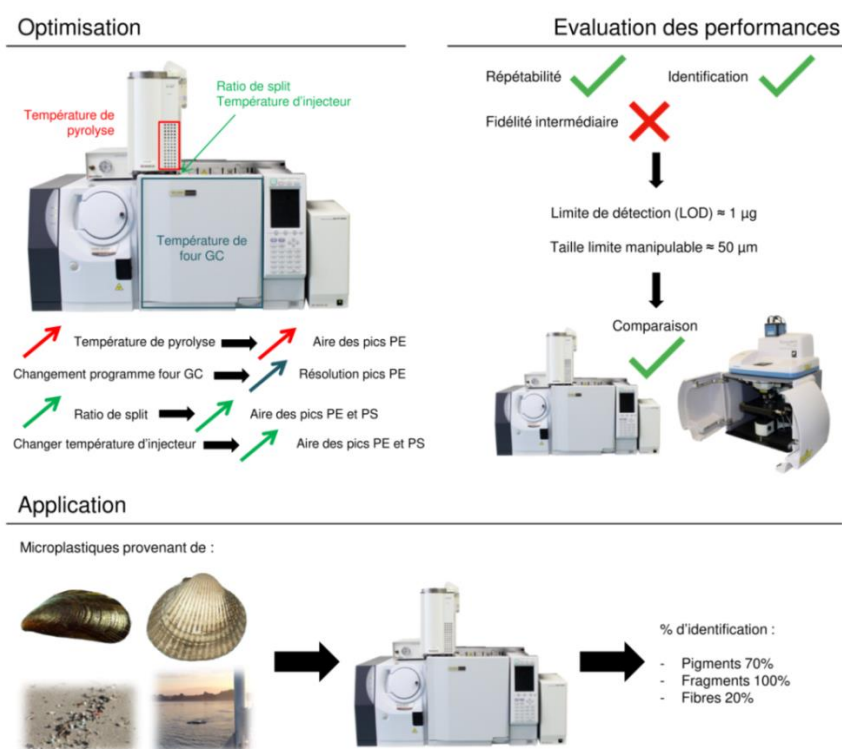 Optimisation
Evaluation des performances
Ratio de split
Température d'injecteur
Température de
pyrolyse
Température de
four GC
Température de pyrolyse
Aire des pics PE
Changement programme four GC
Résolution pics PE
Ratio de split
Aire des pics PE et PS
Changer température d'injecteur
Aire des pics PE et PS
Répétabilité
Identification
Fidélité intermédiaire
Limite de détection (LOD) ≈ 1 µg
Taille limite manipulable ≈ 50 µm
Comparaison
Application
Microplastiques provenant de :
% d'identification :
- Pigments 70%
- Fragments 100%
- Fibres 20%